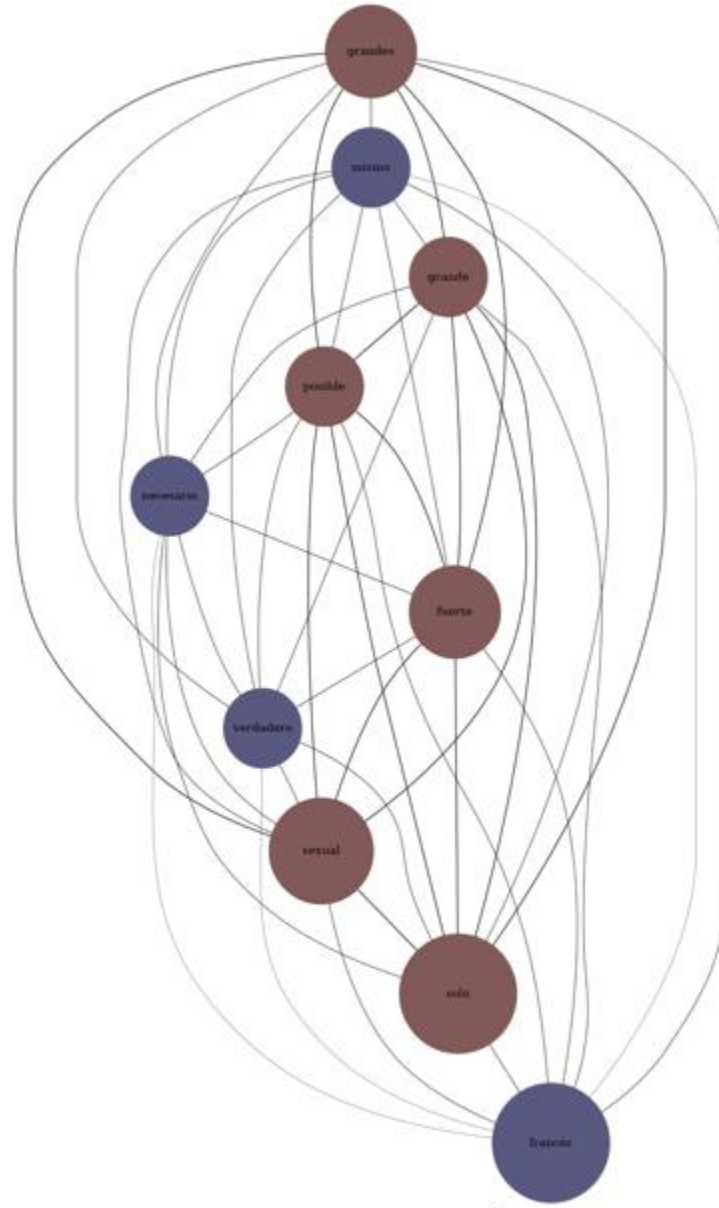 grandes
mismo
grande
posible
necesario
fuerte
verdadero
sexual
solo
francés